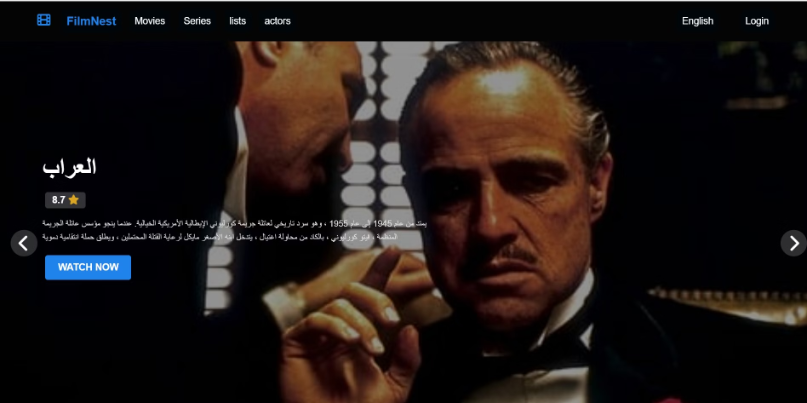 FilmNest
Movies
Series
lists
actors
English
Login
العراب
8.7
يمتد من عام 1945 إلى عام 1955 ، وهو سرد تاريخي لعائلة جريمة كورليوني الإيطالية الأمريكية الخيالية. عندما ينجو مؤسس عائلة الجريمة
المنظمة ، فيتو كورليوني ، بالكاد من محاولة اغتيال ، يتدخل ابنه الأصغر مايكل لرعاية القتلة المحتملين ، ويطلق حملة انتقامية دموية
WATCH NOW